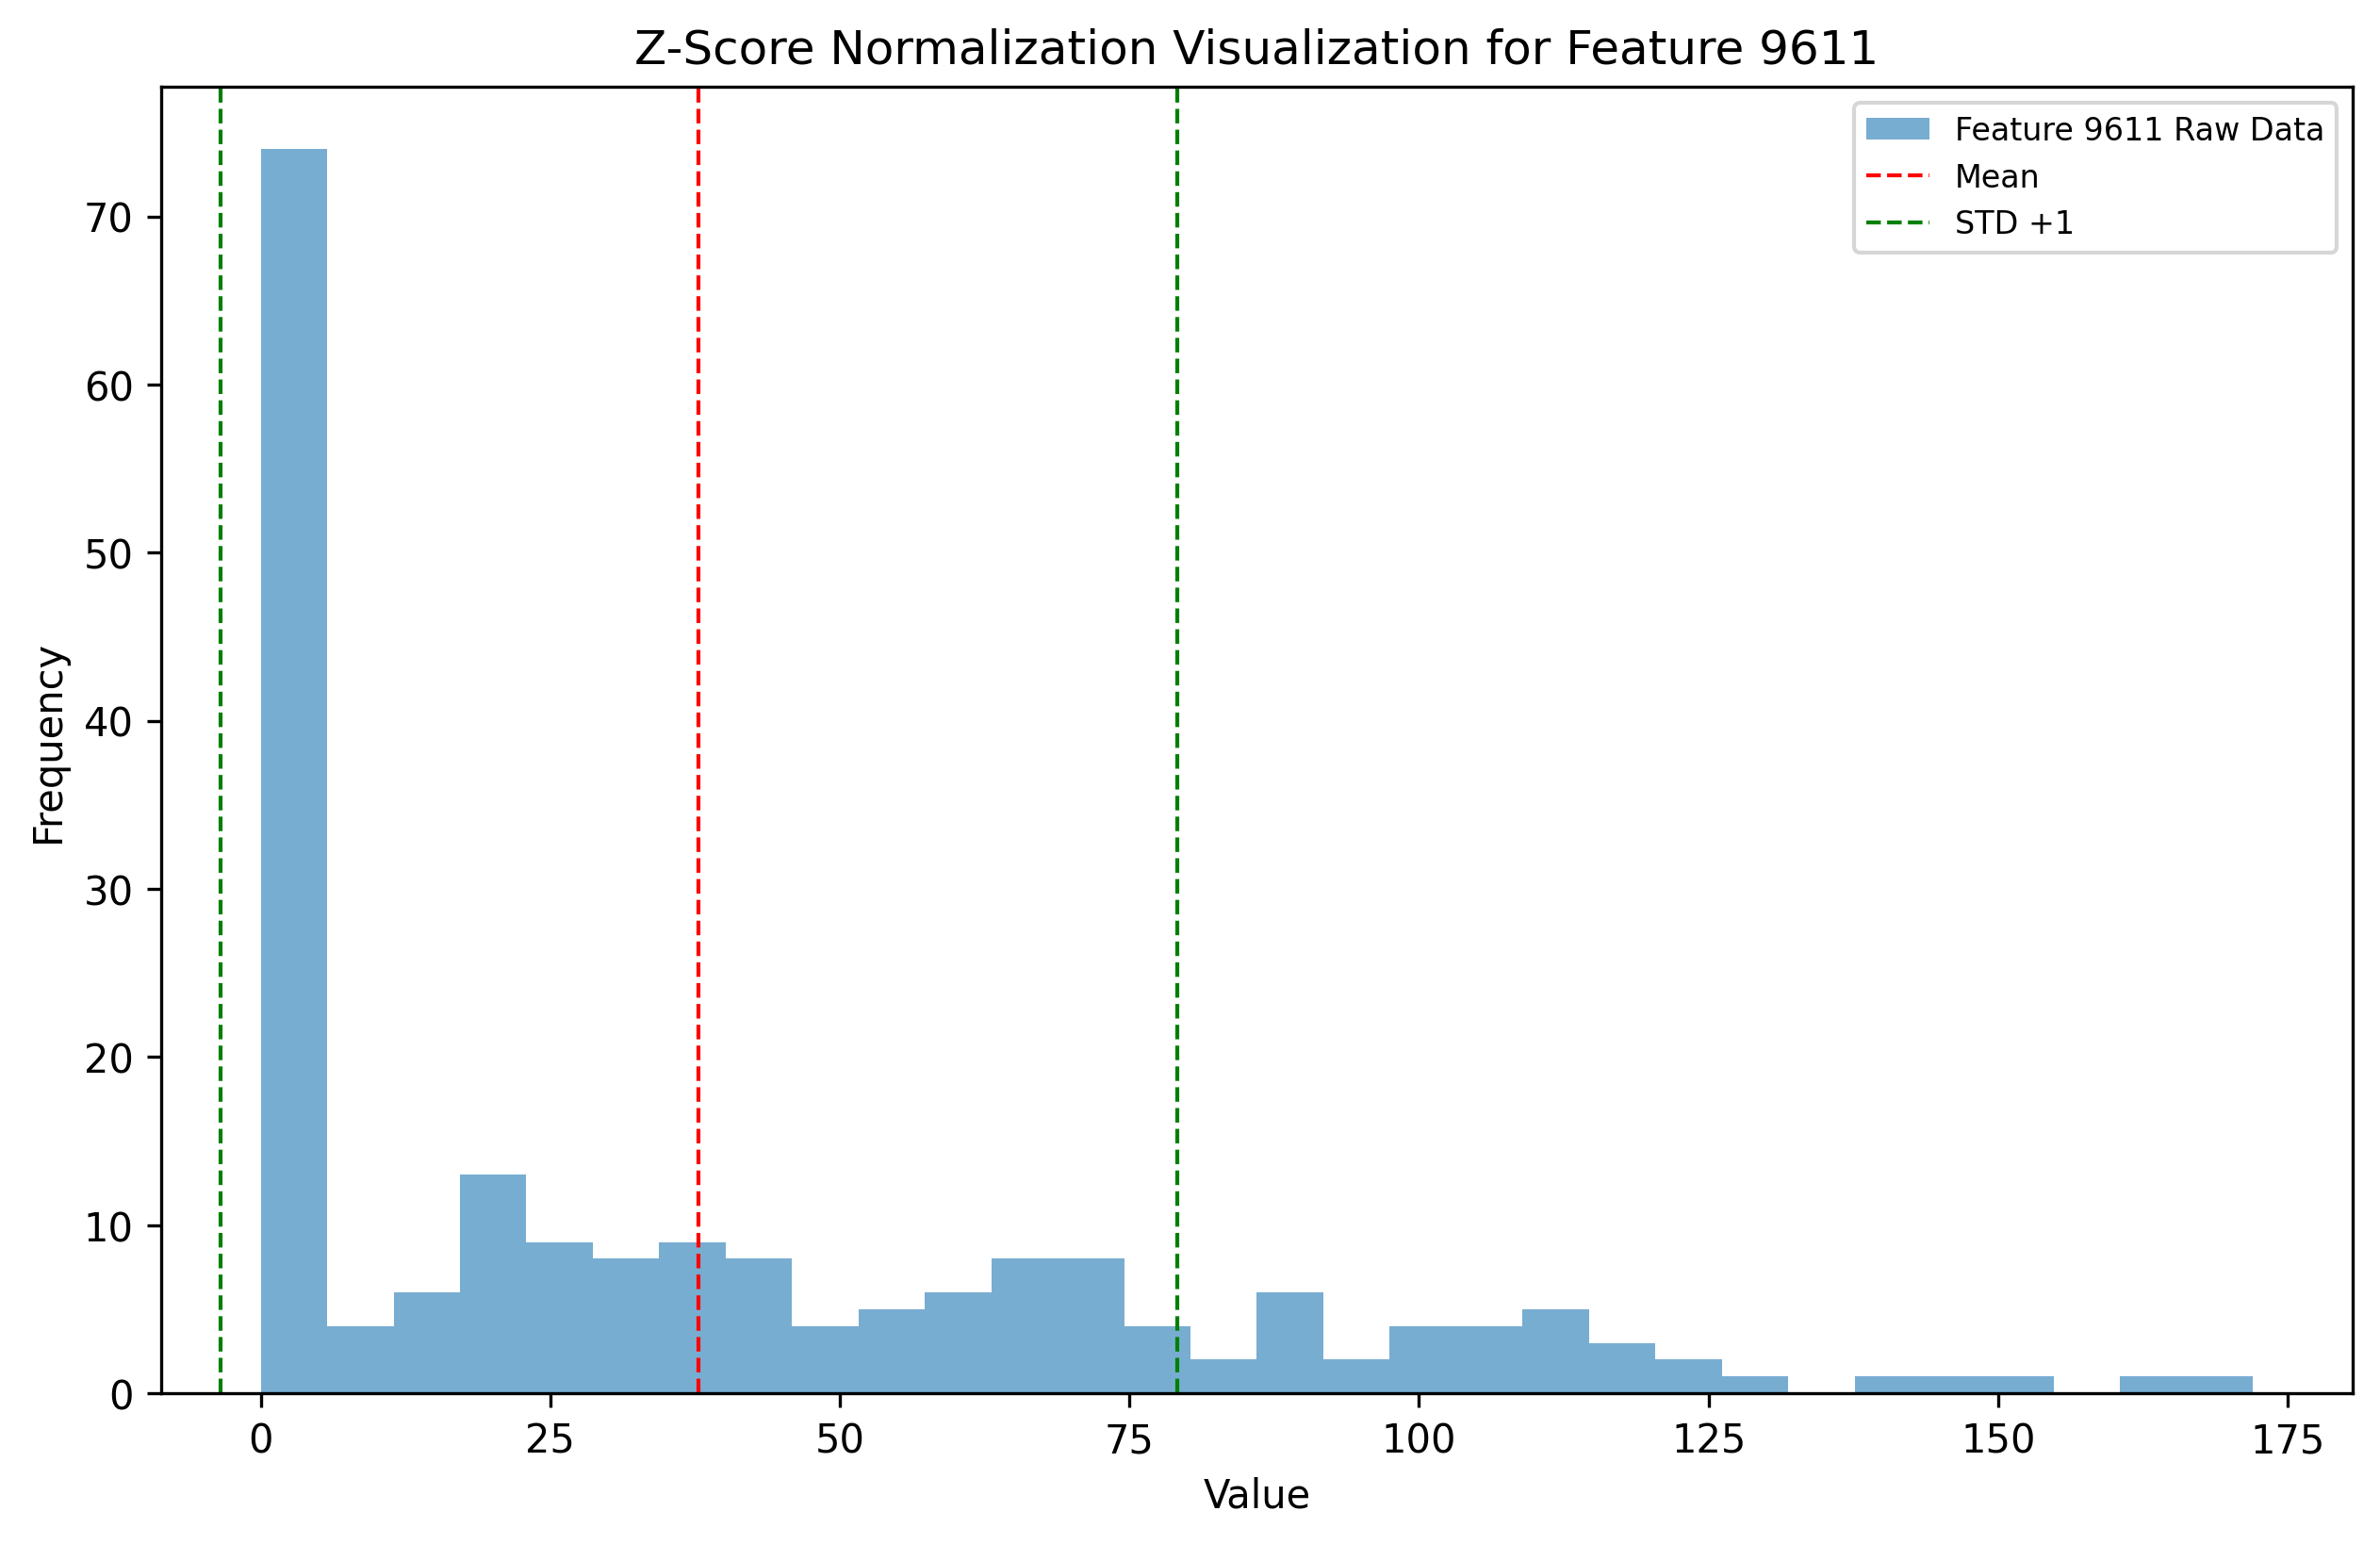 Z-Score Normalization Visualization for Feature 9611
Feature 9611 Raw Data
Mean
STD +1
Frequency
70
60
50
40
30
20
10
0
0 25 50 75 100 125 150 175
Value